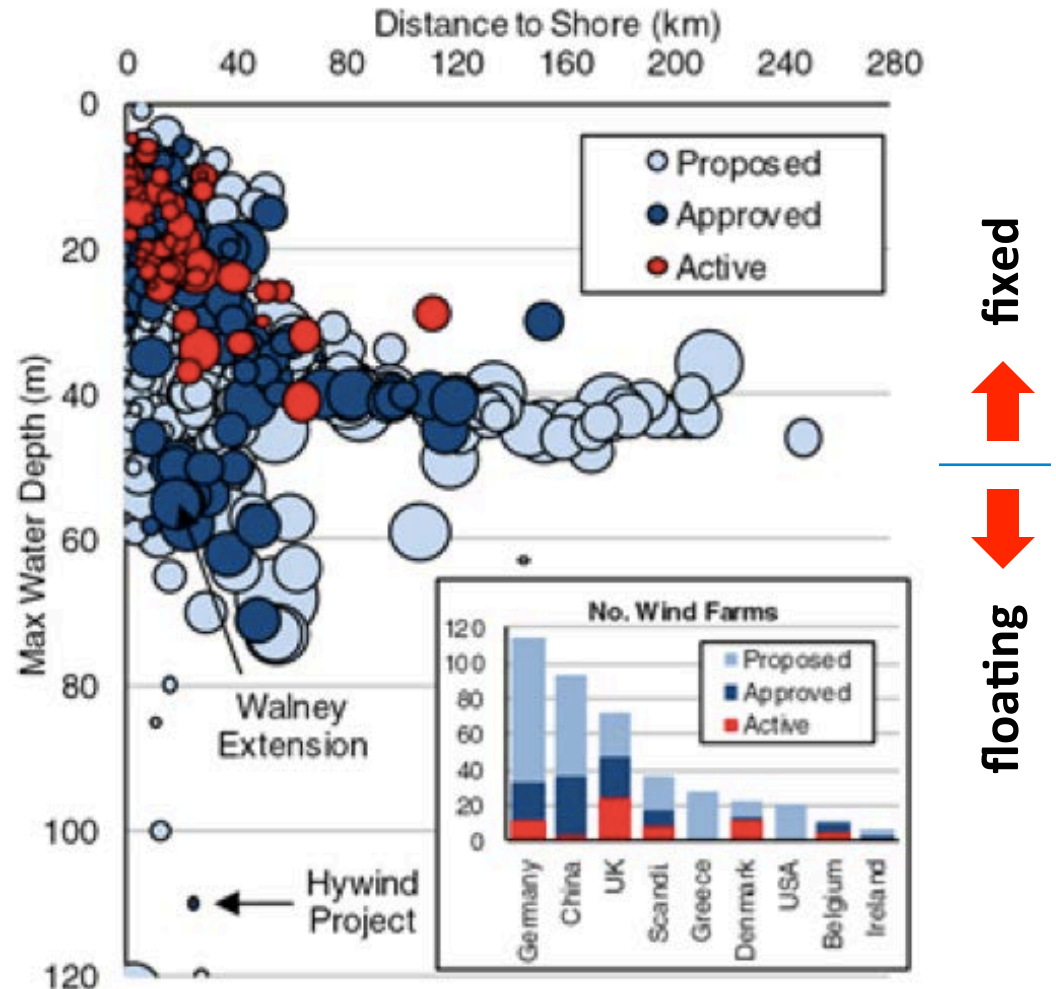 Distance to Shore (km)
0 40 80 120 160 200 240 280
Max Water Depth (m)
0
20
40
60
80
100
120
Proposed
Approved
Active
Walney
Extension
Hywind
Project
No. Wind Farms
120
100
80
60
40
20
0
Proposed
Approved
Active
Germany
China
UK
Scandi.
Greece
Denmark
USA
Belgium
Ireland
fixed
floating